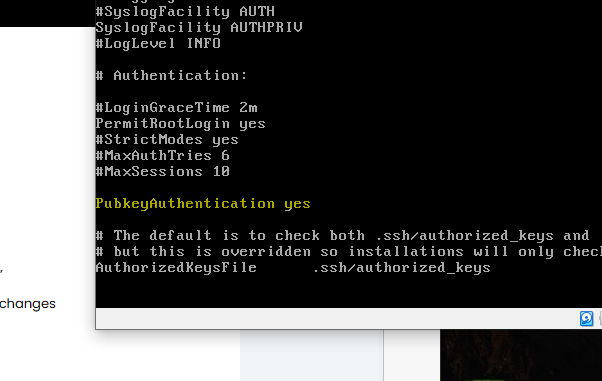 #SyslogFacility AUTH
SyslogFacility AUTHPRIV
#LogLevel INFO
# Authentication:
#LoginGraceTime 2m
PermitRootLogin yes
#StrictModes yes
#MaxAuthTries 6
#MaxSessions 10
PubkeyAuthentication yes
# The default is to check both .ssh/authorized_keys and
# but this is overridden so installations will only chec
AuthorizedKeysFile .ssh/authorized_keys
changes